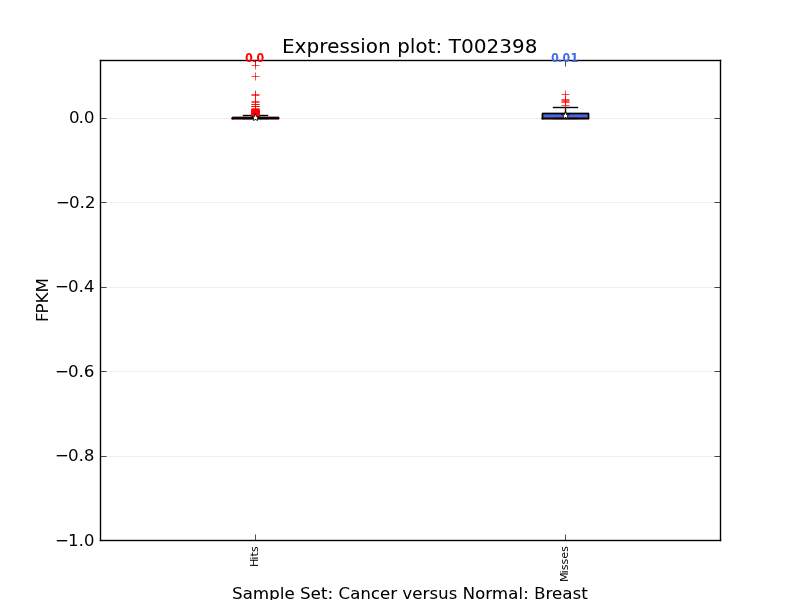 Expression plot: T002398
0.0
0.01
0.0
−0.2
−0.4
−0.6
−0.8
−1.0
FPKM
Hits
Misses
Sample Set: Cancer versus Normal: Breast